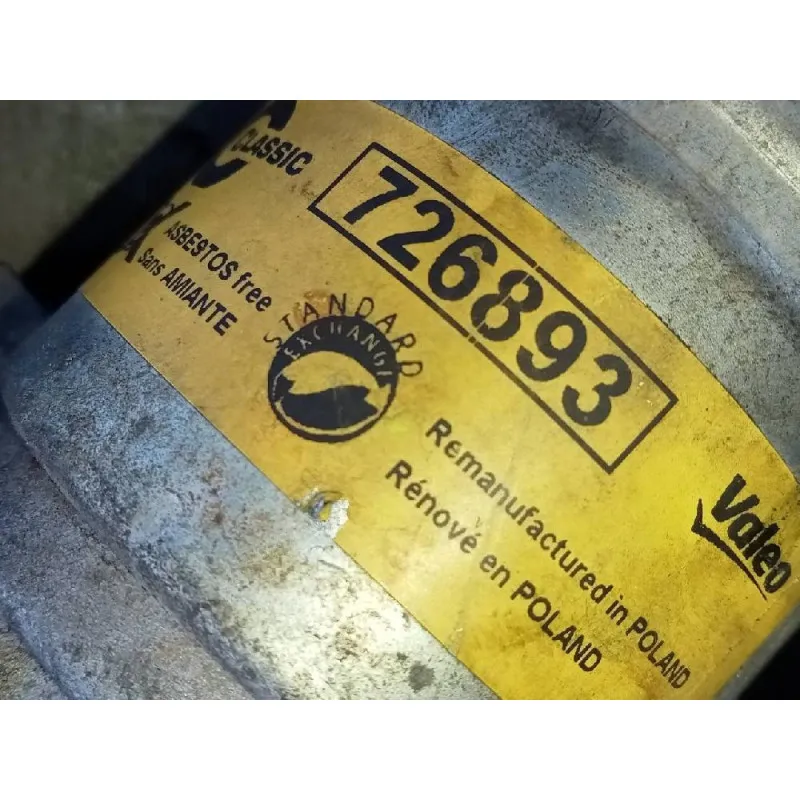 C CLASSIC
726893
ASBESTOS free
Sans AMIANTE
STANDARD
EXCHANGE
Remanufactured in POLAND
Rénové en POLAND
Valeo